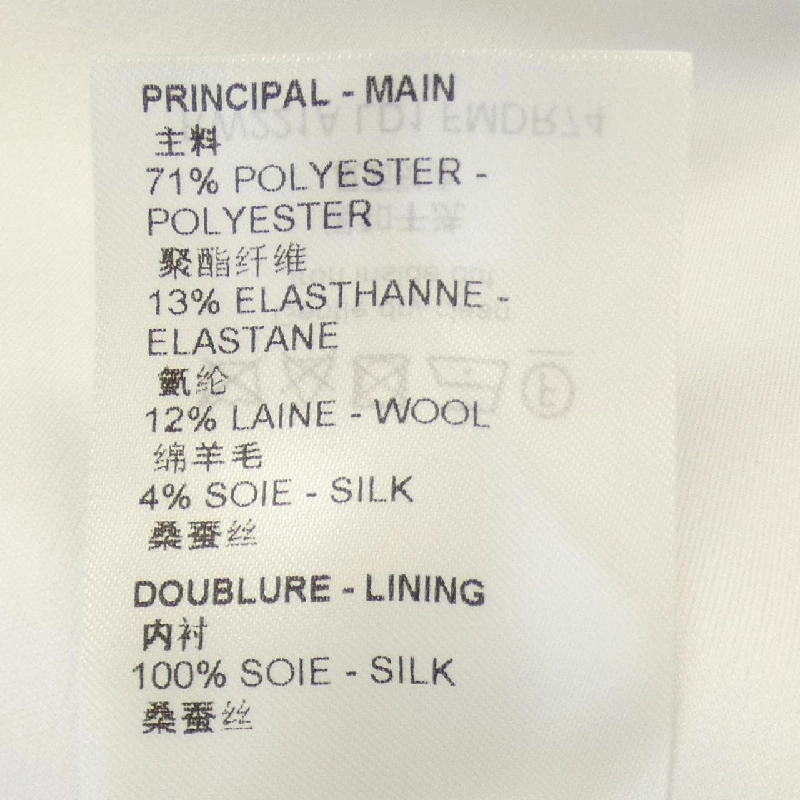 PRINCIPAL - MAIN
主料
71% POLYESTER -
POLYESTER
聚酯纤维
13% ELASTHANNE -
ELASTANE
氨纶
12% LAINE - WOOL
绵羊毛
4% SOIE - SILK
桑蚕丝
DOUBLURE - LINING
内衬
100% SOIE - SILK
桑蚕丝